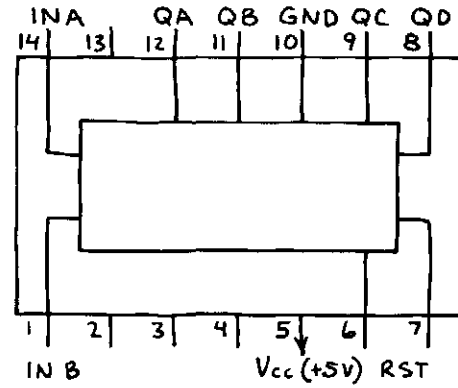 INA QA QB GND QC QD
14 13 12 11 10 9 8
1 2 3 4 5 6 7
IN B Vcc (+5V) RST